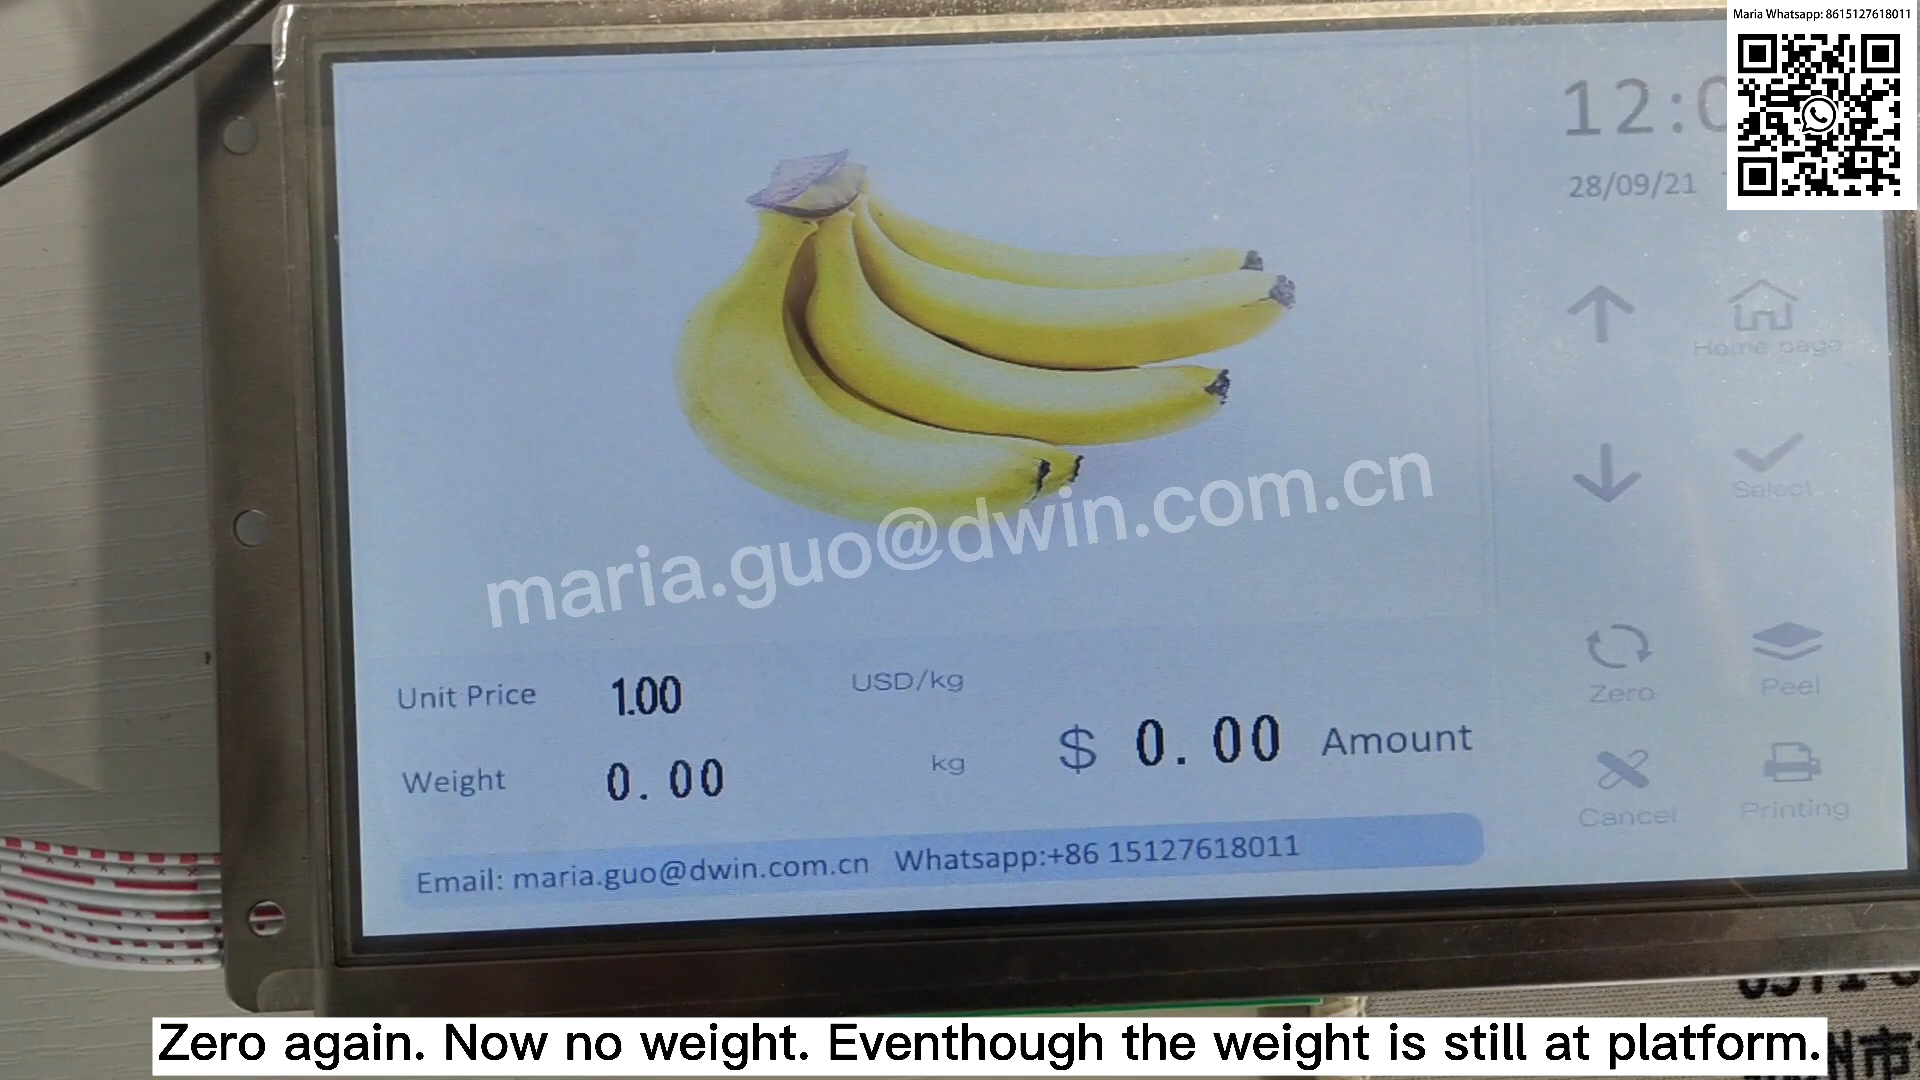 Maria Whatsapp: 8615127618011
12:0
28/09/21
Home page
Select
maria.guo@dwin.com.cn
Unit Price 1.00 USD/kg
Zero Peel
Weight 0.00 kg $ 0.00 Amount
Cancel Printing
Email: maria.guo@dwin.com.cn Whatsapp:+86 15127618011
Zero again. Now no weight. Eventhough the weight is still at platform.